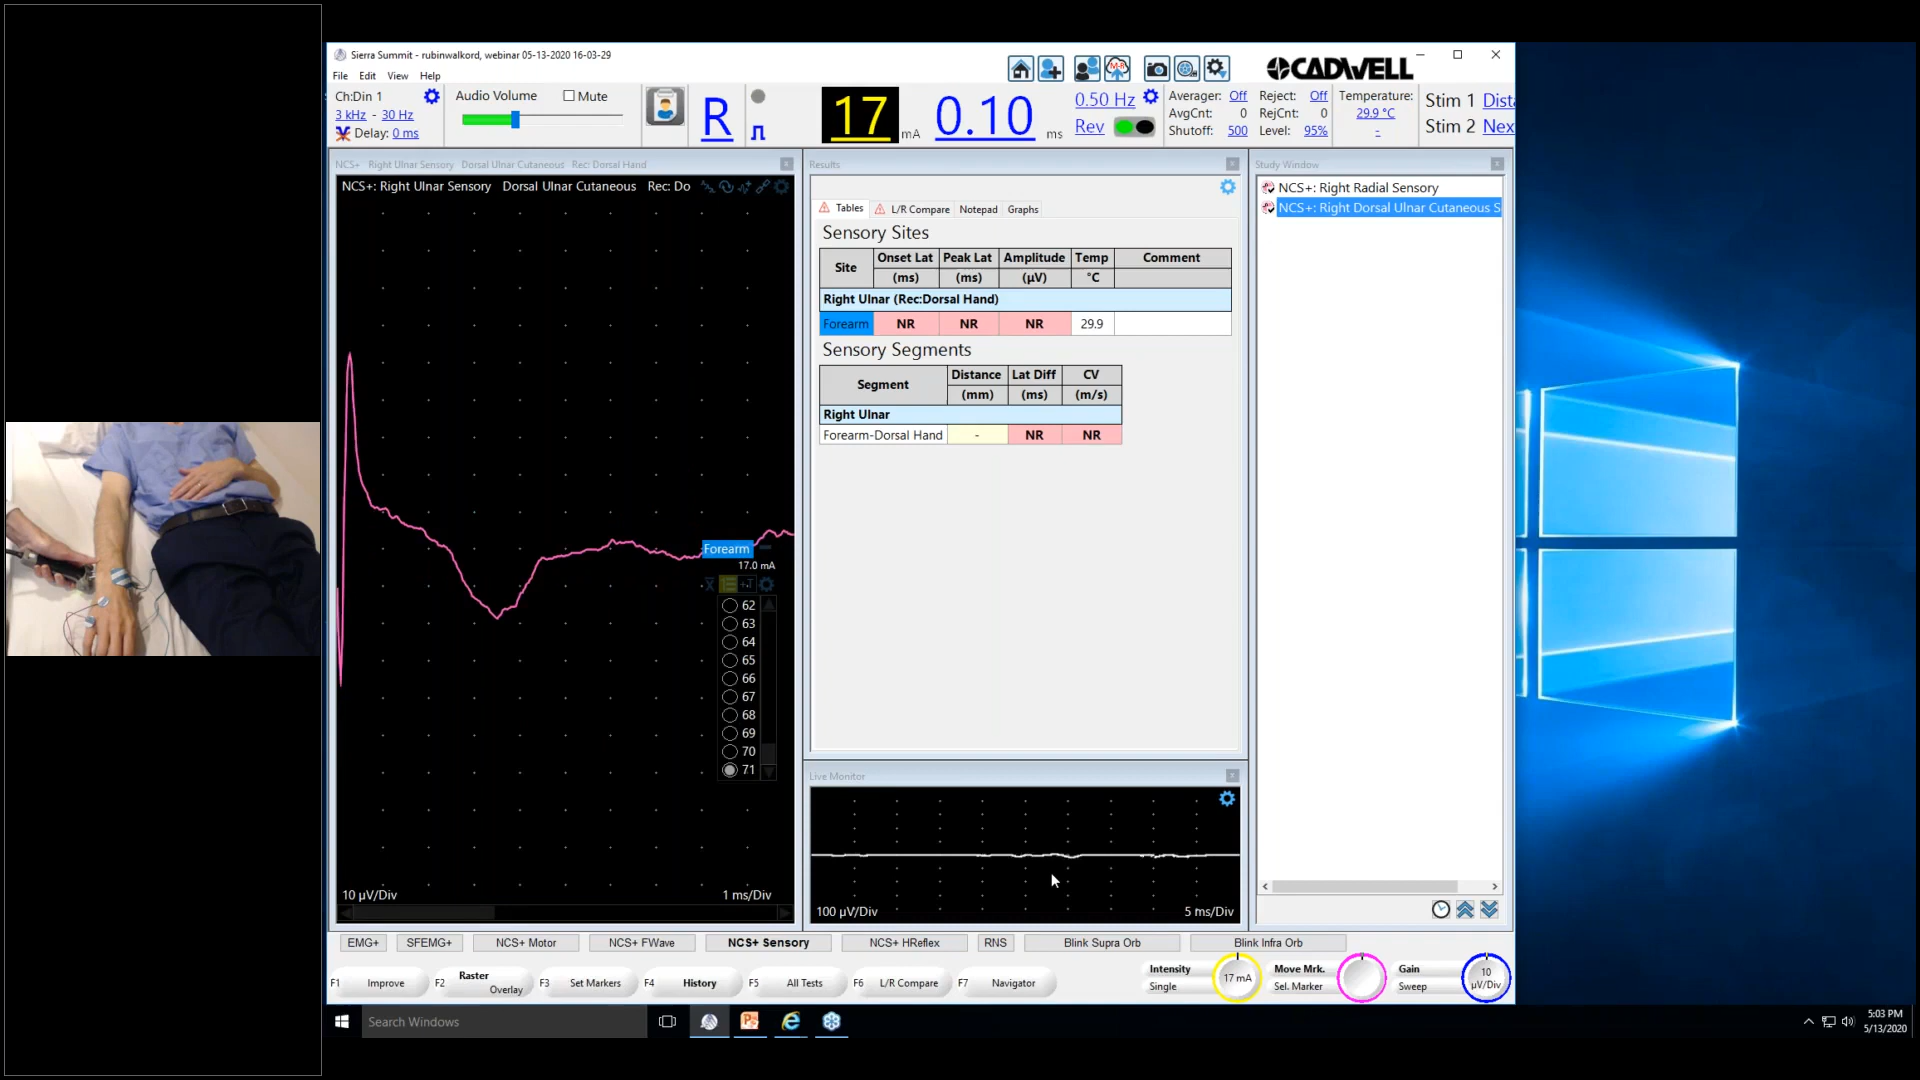 Sierra Summit - rubinwalkord, webinar 05-13-2020 16-03-29
File Edit View Help
CADWELL
Ch:Din 1
3 kHz - 30 Hz
Delay: 0 ms
Audio Volume Mute
R
17 mA
0.10 ms
0.50 Hz
Rev
Averager: Off
AvgCnt: 0
Shutoff: 500
Reject: Off
RejCnt: 0
Level: 95%
Temperature:
29.9 °C
-
Stim 1 Dist
Stim 2 Nex
NCS+ Right Ulnar Sensory Dorsal Ulnar Cutaneous Rec: Dorsal Hand
NCS+: Right Ulnar Sensory Dorsal Ulnar Cutaneous Rec: Do
Forearm
17.0 mA
+T
62
63
64
65
66
67
68
69
70
71
10 µV/Div 1 ms/Div
Results
Tables L/R Compare Notepad Graphs
Sensory Sites
Site Onset Lat Peak Lat Amplitude Temp Comment
(ms) (ms) (µV) °C
Right Ulnar (Rec:Dorsal Hand)
Forearm NR NR NR 29.9
Sensory Segments
Segment Distance Lat Diff CV
(mm) (ms) (m/s)
Right Ulnar
Forearm-Dorsal Hand - NR NR
Live Monitor
100 µV/Div 5 ms/Div
Study Window
NCS+: Right Radial Sensory
NCS+: Right Dorsal Ulnar Cutaneous S
EMG+ SFEMG+ NCS+ Motor NCS+ FWave NCS+ Sensory NCS+ HReflex RNS Blink Supra Orb Blink Infra Orb
F1 Improve F2 Raster Overlay F3 Set Markers F4 History F5 All Tests F6 L/R Compare F7 Navigator
Intensity
Single
17 mA
Move Mrk.
Sel. Marker
Gain
Sweep
10
µV/Div
Search Windows
5:03 PM
5/13/2020